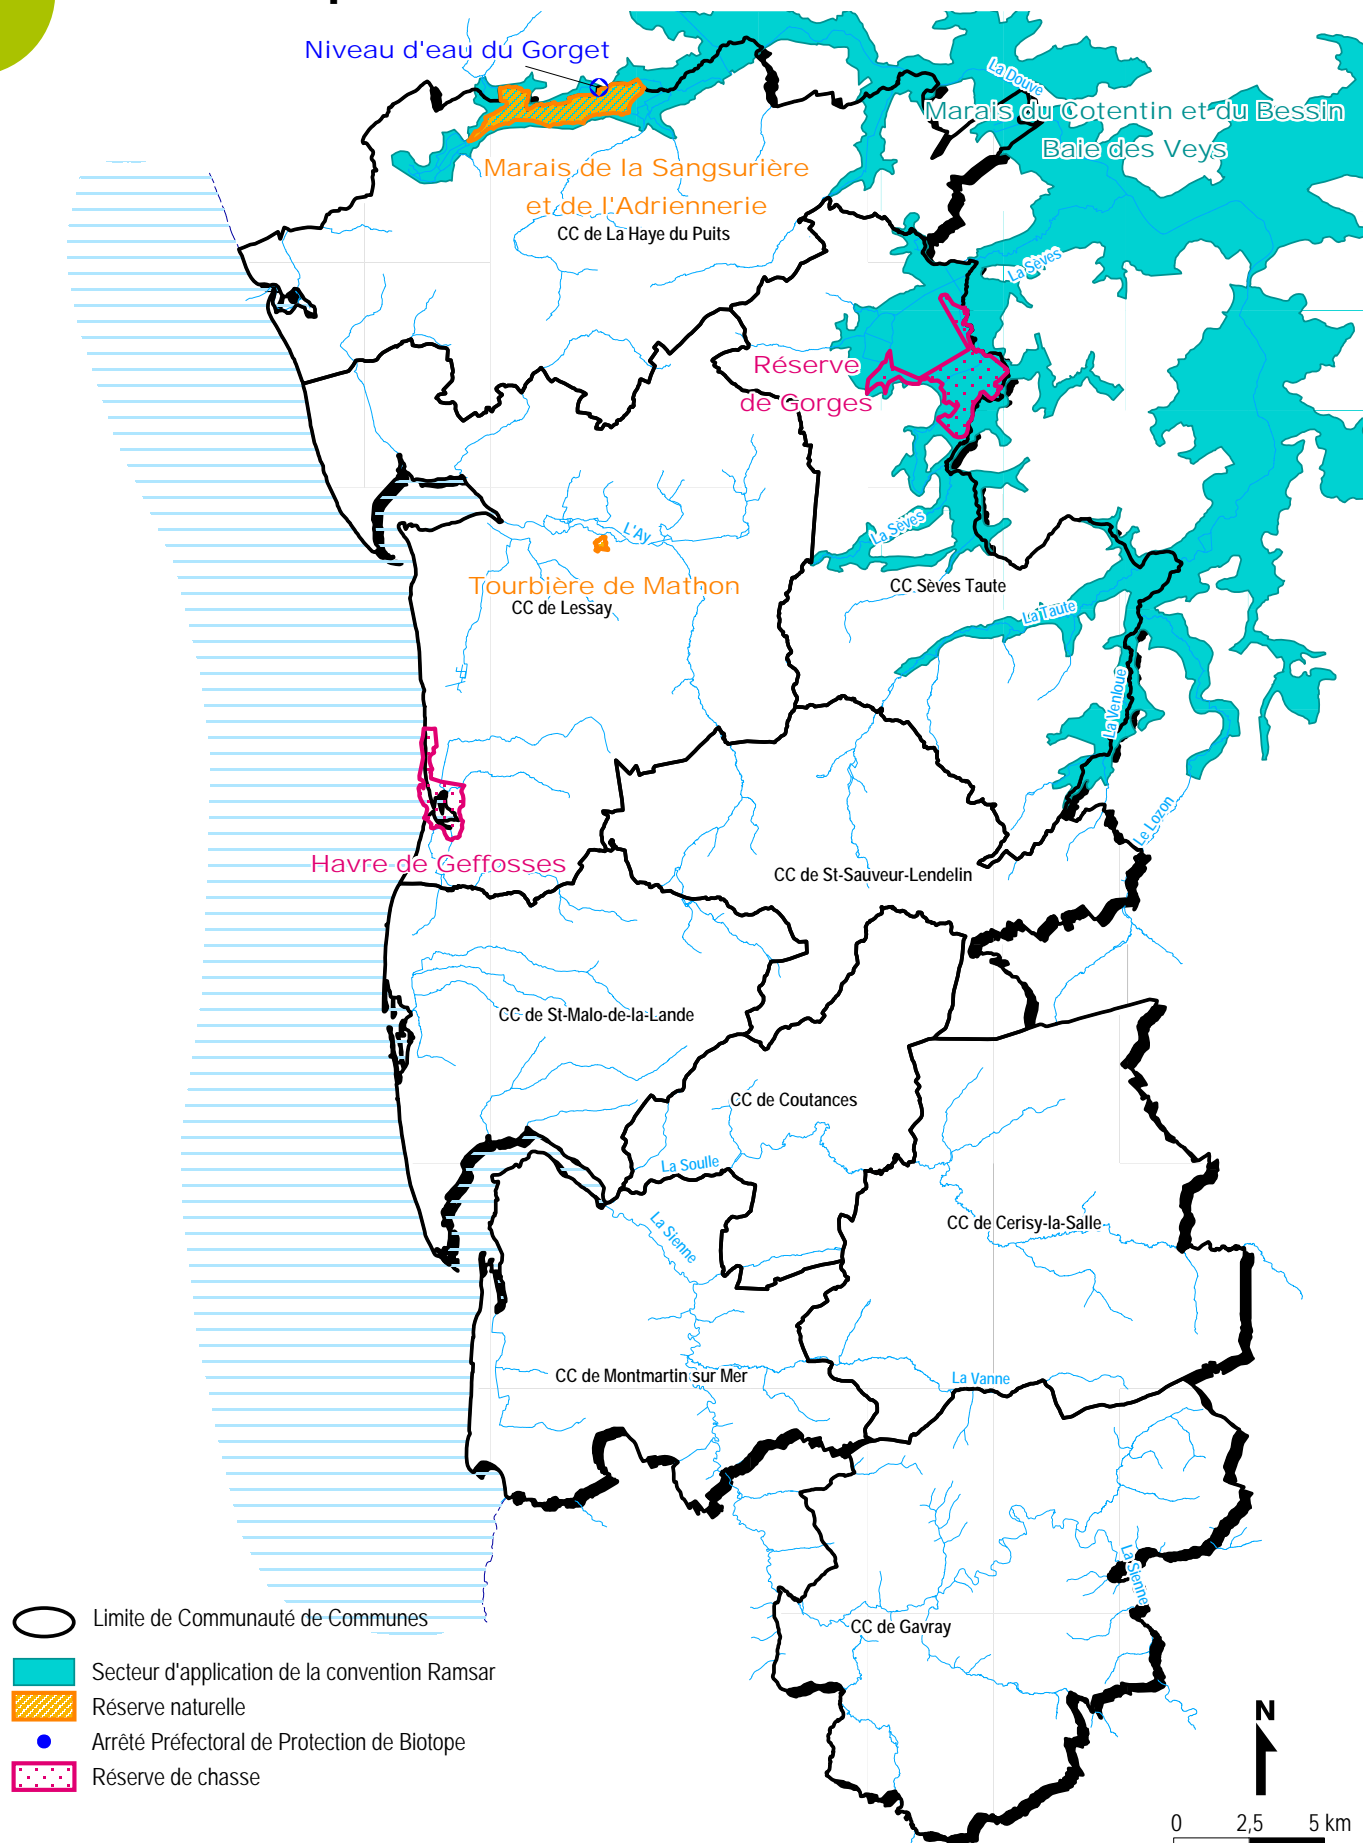 Niveau d'eau du Gorget
La Douve
Marais du Cotentin et du Bessin
Baie des Veys
Marais de la Sangsurière
et de l'Adriennerie
CC de La Haye du Puits
La Sèves
Réserve
de Gorges
La Sèves
L'Ay
Tourbière de Mathon
CC de Lessay
CC Sèves Taute
La Taute
La Venloue
Le Lozon
Havre de Geffosses
CC de St-Sauveur-Lendelin
CC de St-Malo-de-la-Lande
CC de Coutances
La Soulle
La Sienne
CC de Cerisy-la-Salle
CC de Montmartin sur Mer
La Vanne
La Sienne
CC de Gavray
Limite de Communauté de Communes
Secteur d'application de la convention Ramsar
Réserve naturelle
Arrêté Préfectoral de Protection de Biotope
Réserve de chasse
N
0 2,5 5 km